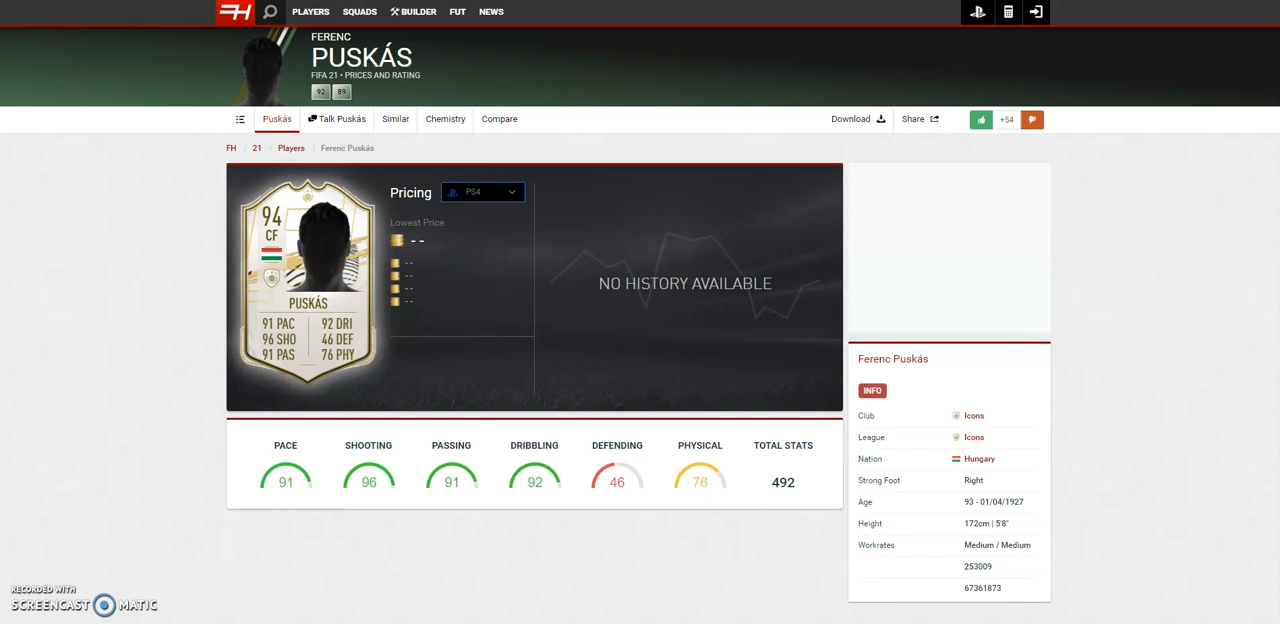 FH PLAYERS SQUADS BUILDER FUT NEWS
FERENC
PUSKÁS
FIFA 21 • PRICES AND RATING
92 89
Puskás Talk Puskás Similar Chemistry Compare Download Share +54
FH / 21 / Players / Ferenc Puskás
94
CF
PUSKÁS
91 PAC 92 DRI
96 SHO 46 DEF
91 PAS 76 PHY
Pricing PS4
Lowest Price
- -
--
--
--
--
NO HISTORY AVAILABLE
PACE SHOOTING PASSING DRIBBLING DEFENDING PHYSICAL TOTAL STATS
91 96 91 92 46 76 492
Ferenc Puskás
INFO
Club Icons
League Icons
Nation Hungary
Strong Foot Right
Age 93 - 01/04/1927
Height 172cm | 5'8"
Workrates Medium / Medium
253009
67361873
RECORDED WITH
SCREENCAST MATIC